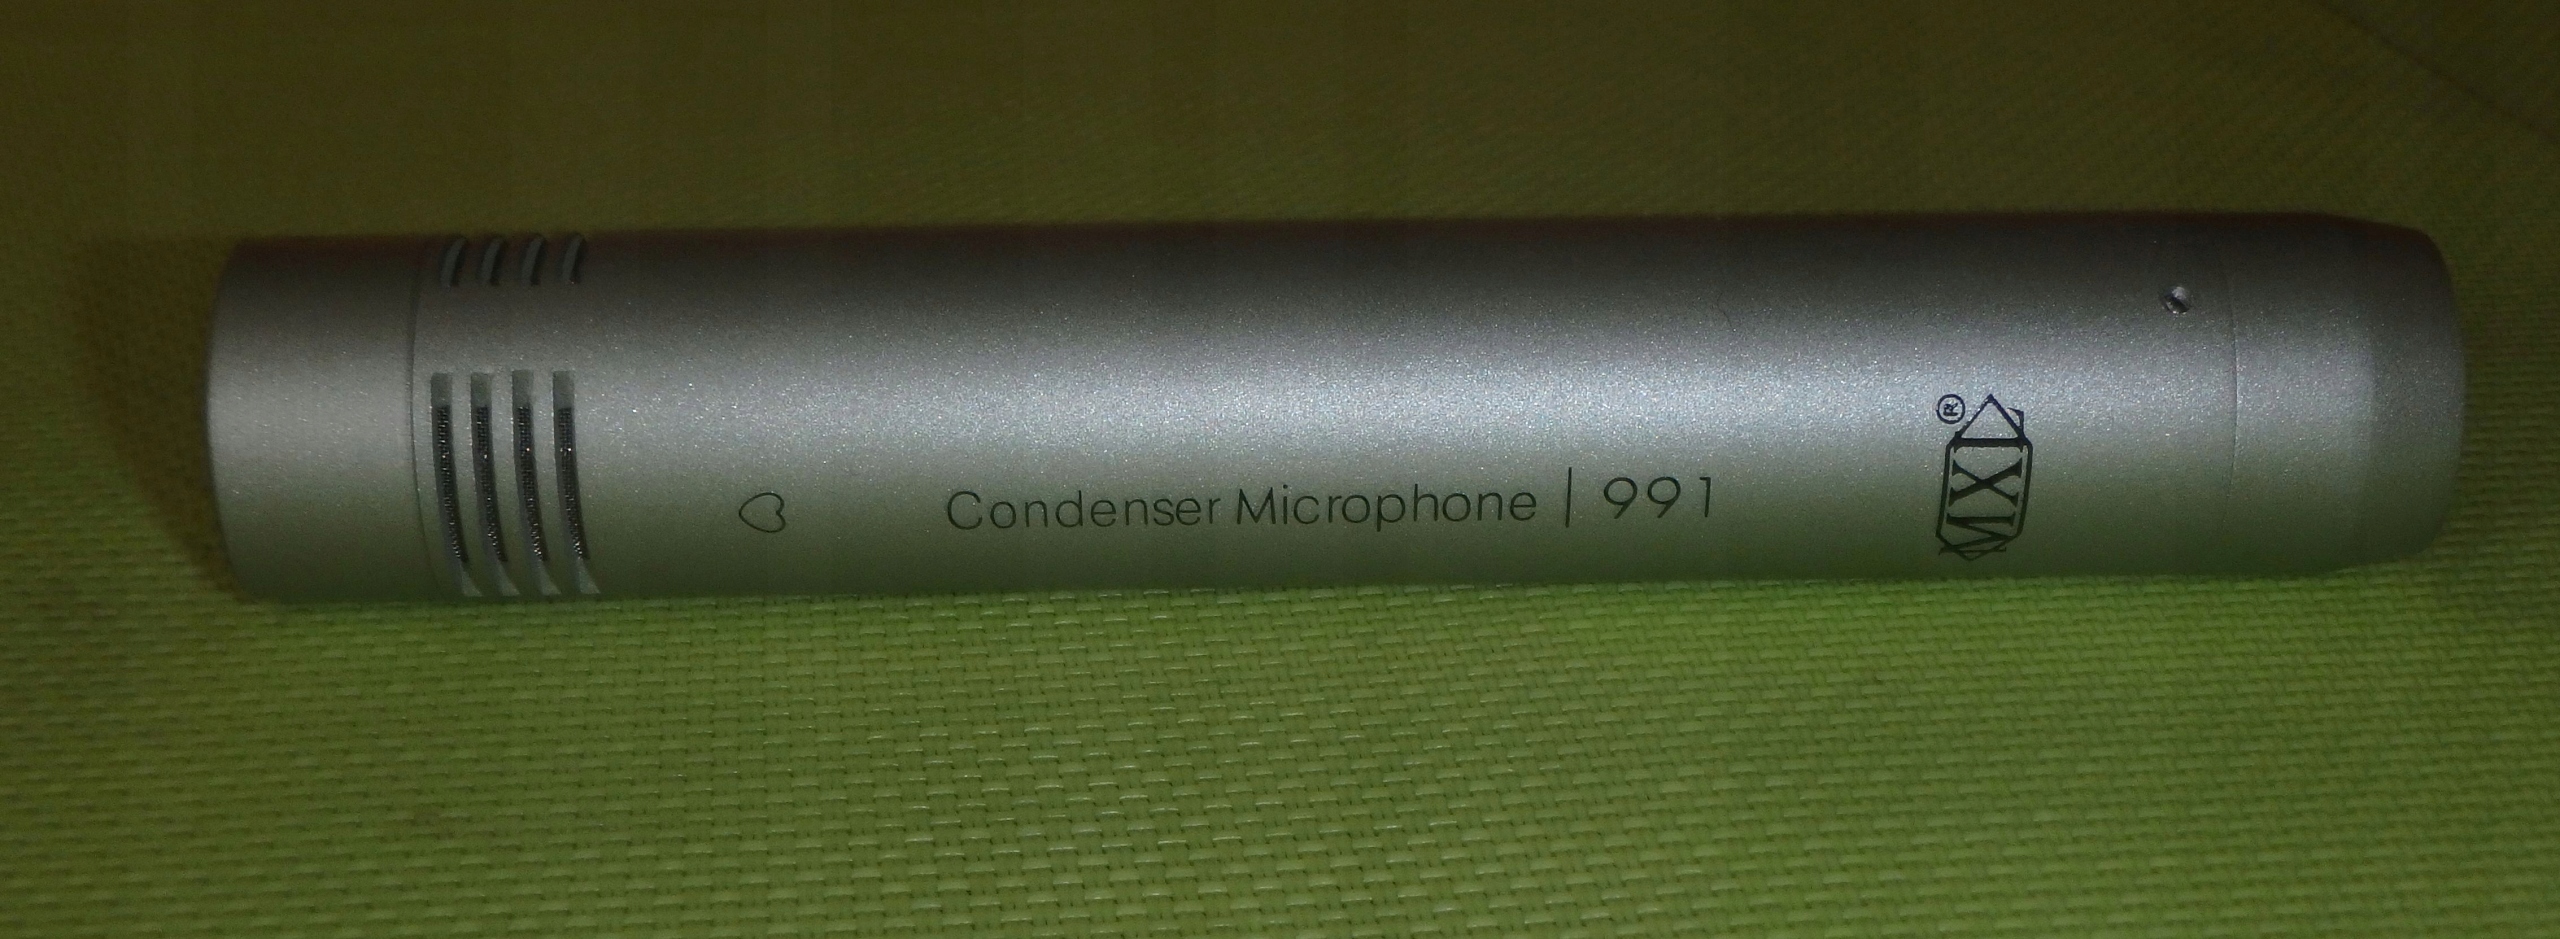 Condenser Microphone | 991
MXL®